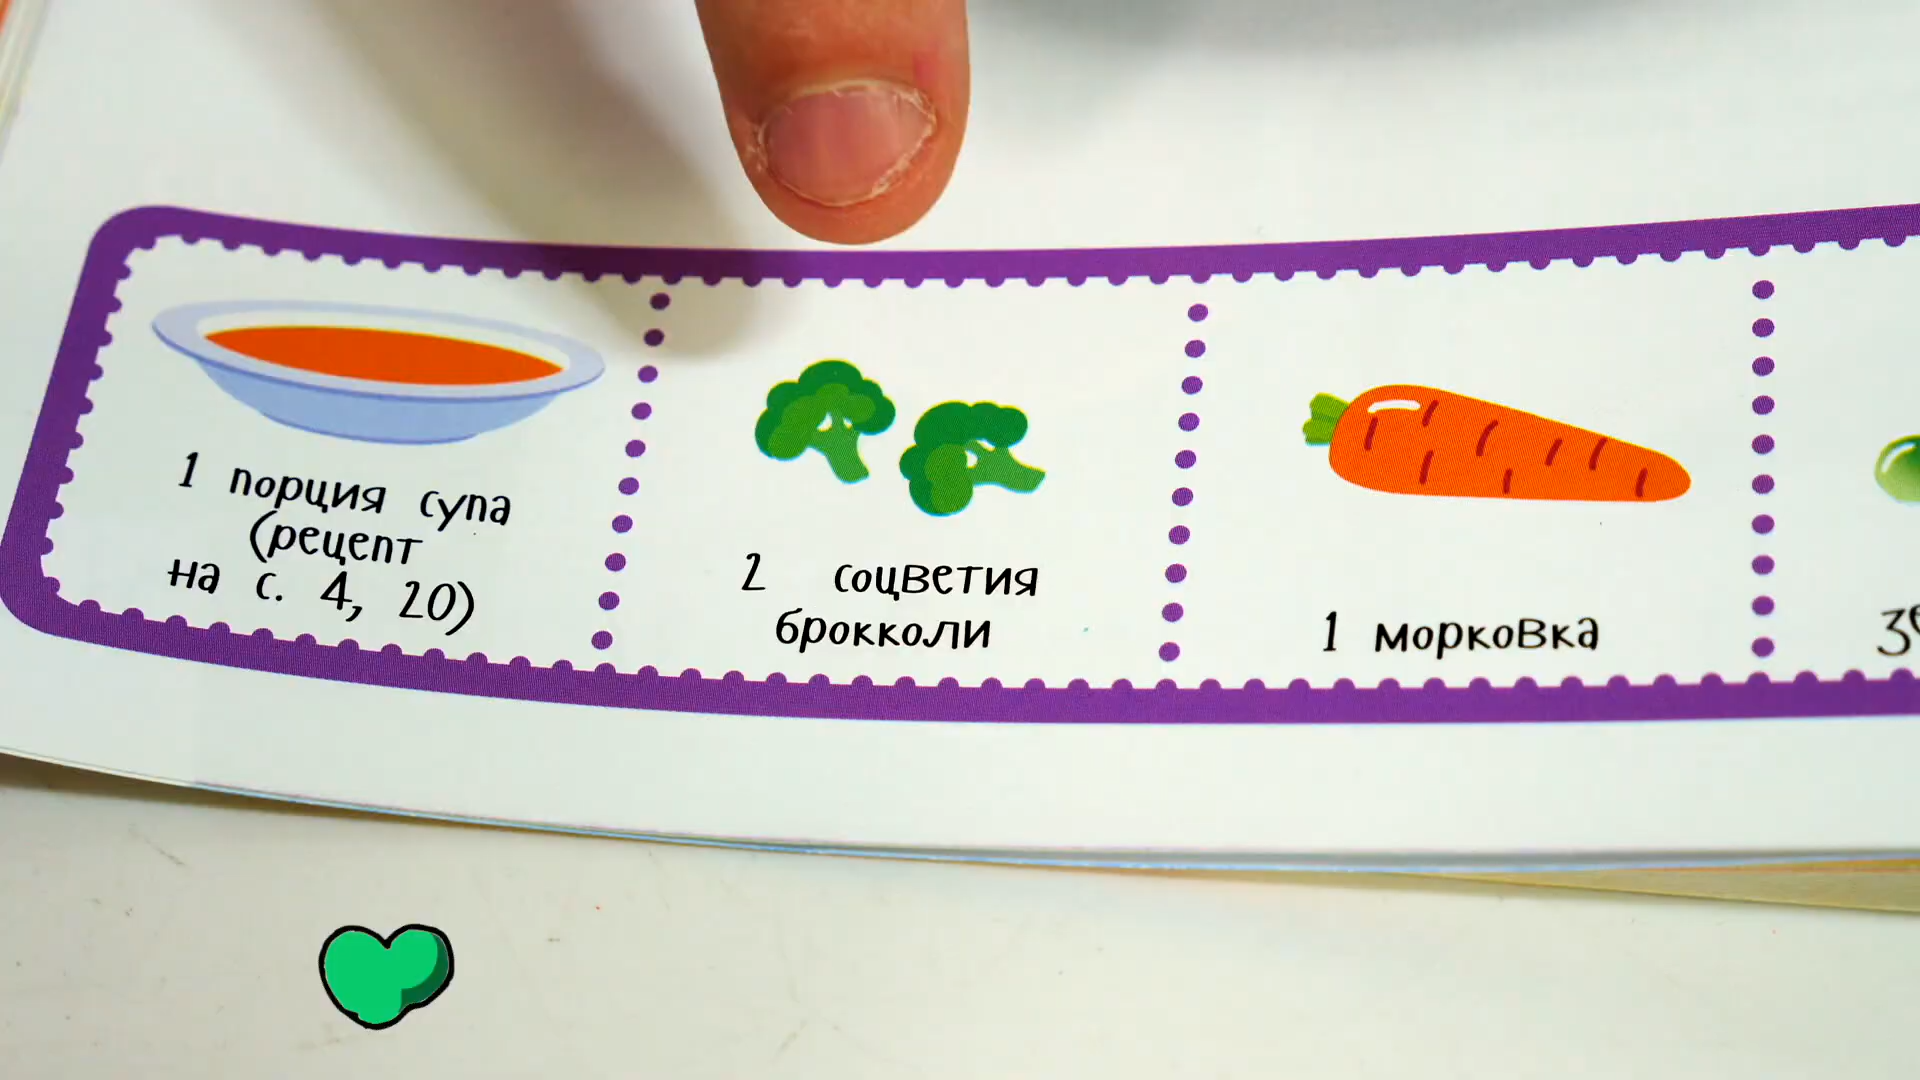 1 порция супа
(рецепт
на с. 4, 20)
2 соцветия
брокколи
1 морковка